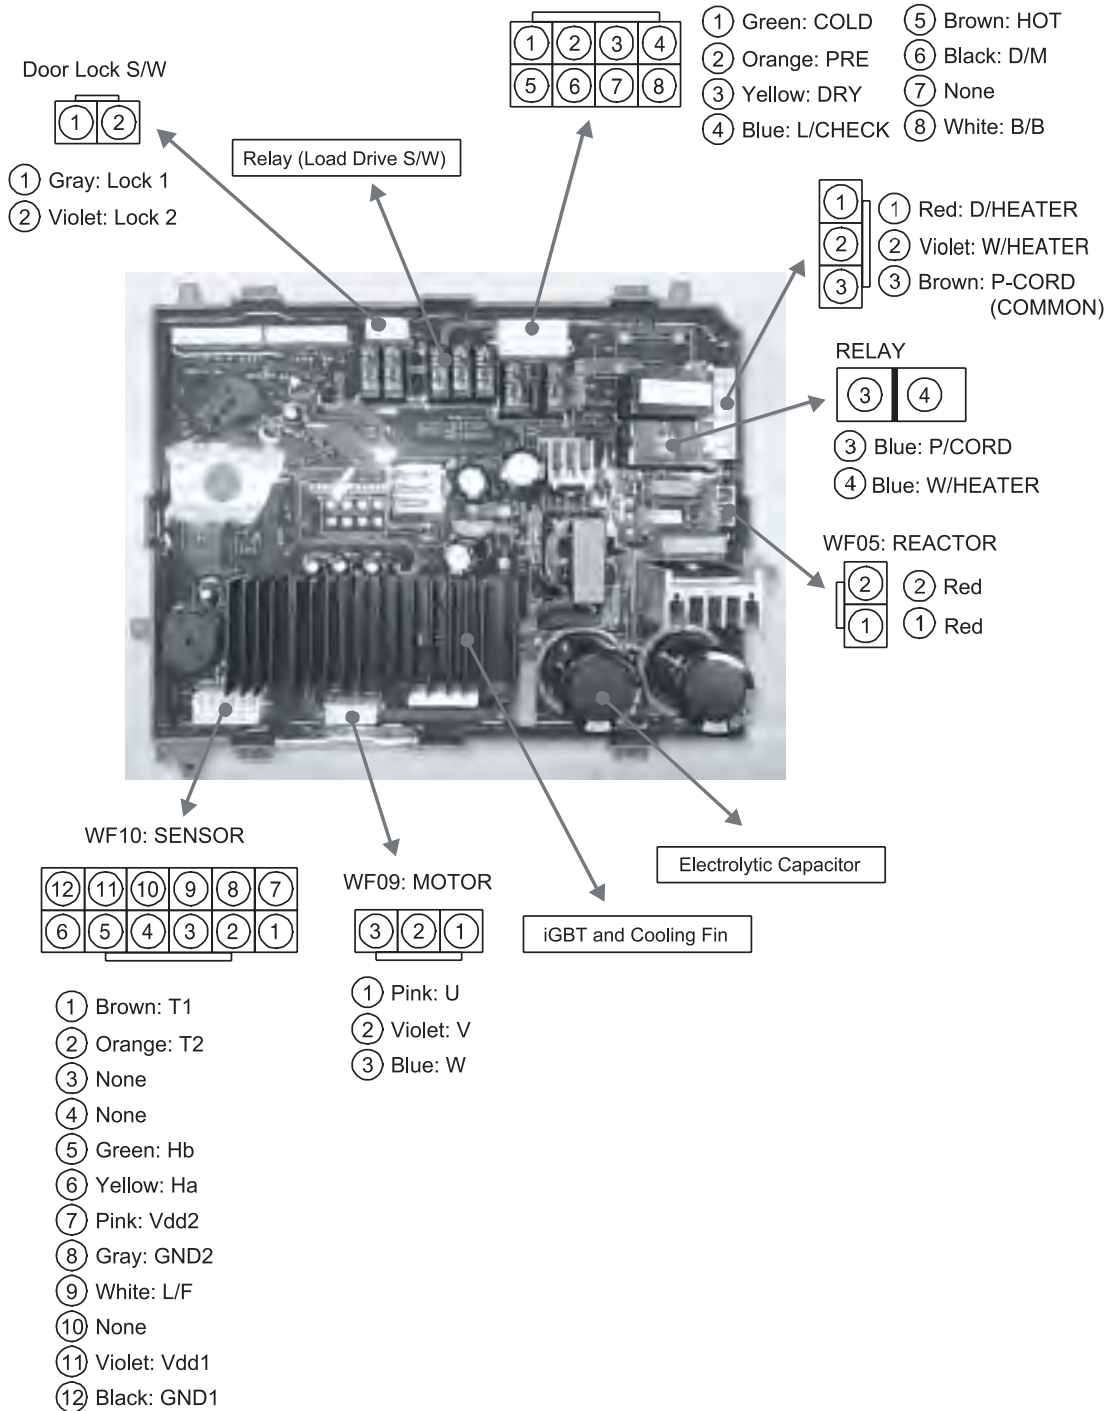 ① ② ③ ④
⑤ ⑥ ⑦ ⑧
① Green: COLD
② Orange: PRE
③ Yellow: DRY
④ Blue: L/CHECK
⑤ Brown: HOT
⑥ Black: D/M
⑦ None
⑧ White: B/B
Door Lock S/W
① ②
① Gray: Lock 1
② Violet: Lock 2
Relay (Load Drive S/W)
①
②
③
① Red: D/HEATER
② Violet: W/HEATER
③ Brown: P-CORD
(COMMON)
RELAY
③ ④
③ Blue: P/CORD
④ Blue: W/HEATER
WF05: REACTOR
②
①
② Red
① Red
WF10: SENSOR
⑫ ⑪ ⑩ ⑨ ⑧ ⑦
⑥ ⑤ ④ ③ ② ①
① Brown: T1
② Orange: T2
③ None
④ None
⑤ Green: Hb
⑥ Yellow: Ha
⑦ Pink: Vdd2
⑧ Gray: GND2
⑨ White: L/F
⑩ None
⑪ Violet: Vdd1
⑫ Black: GND1
WF09: MOTOR
③ ② ①
① Pink: U
② Violet: V
③ Blue: W
Electrolytic Capacitor
iGBT and Cooling Fin